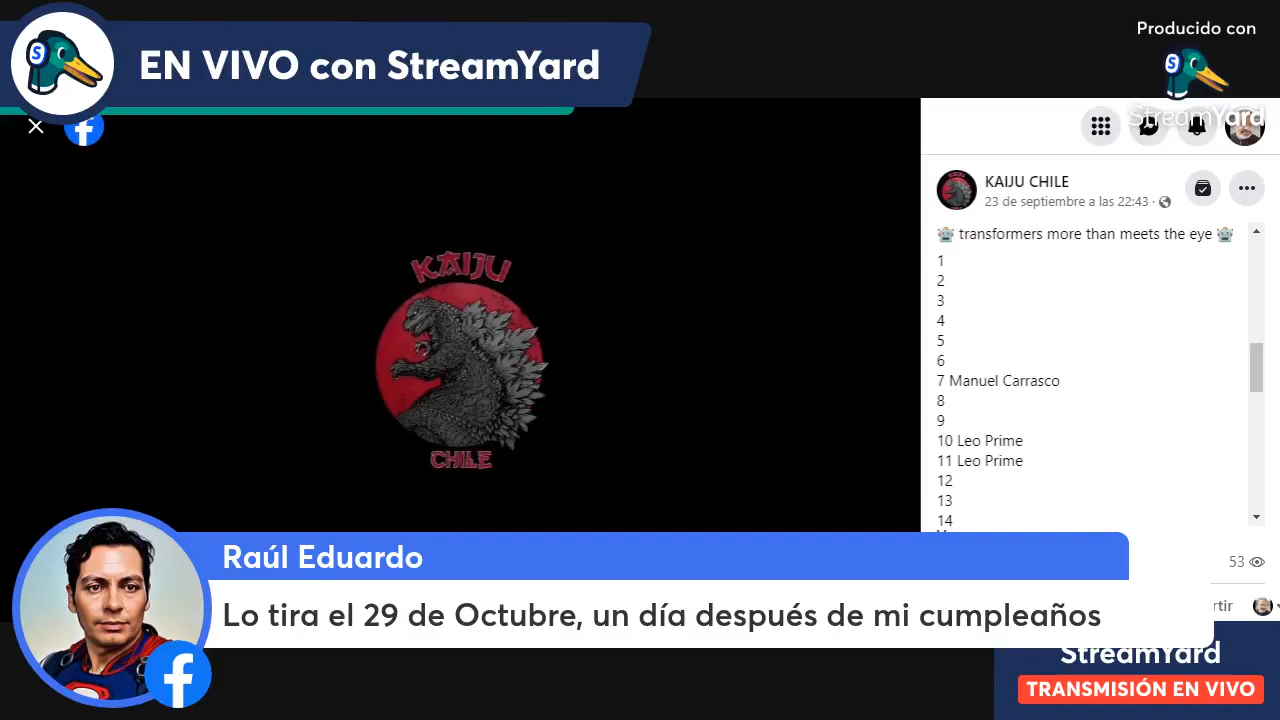 EN VIVO con StreamYard
Producido con
StreamYard
KAIJU CHILE
23 de septiembre a las 22:43 ·
transformers more than meets the eye
1
2
3
4
5
6
7 Manuel Carrasco
8
9
10 Leo Prime
11 Leo Prime
12
13
14
KAIJU
CHILE
53
Raúl Eduardo
Lo tira el 29 de Octubre, un día después de mi cumpleaños
rtir
StreamYard
TRANSMISIÓN EN VIVO